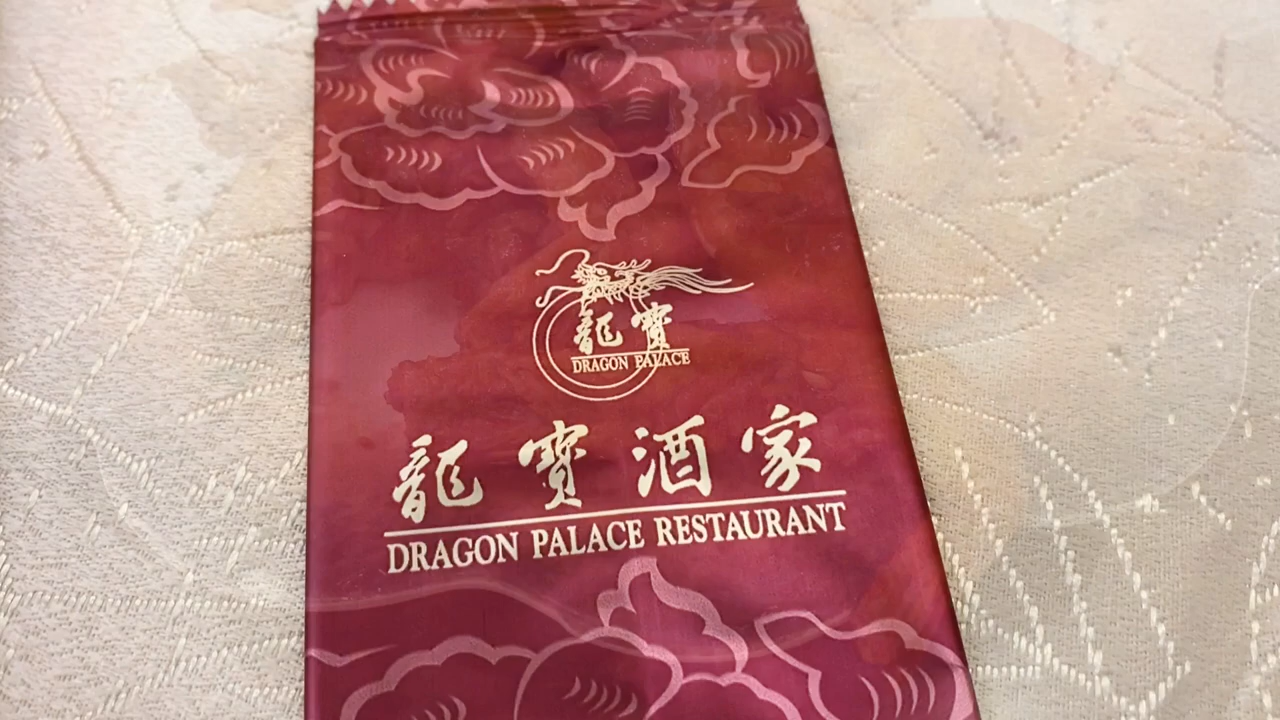 龍寶
DRAGON PALACE
龍寶酒家
DRAGON PALACE RESTAURANT